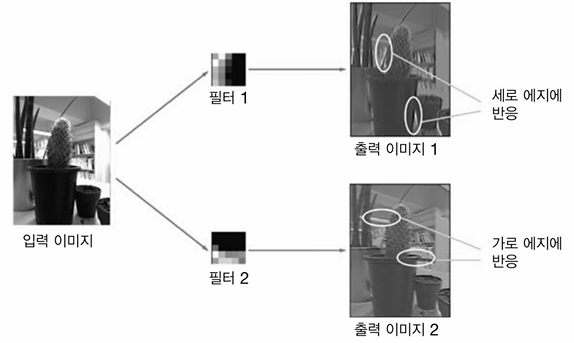 필터 1
세로 에지에
반응
출력 이미지 1
입력 이미지
필터 2
가로 에지에
반응
출력 이미지 2